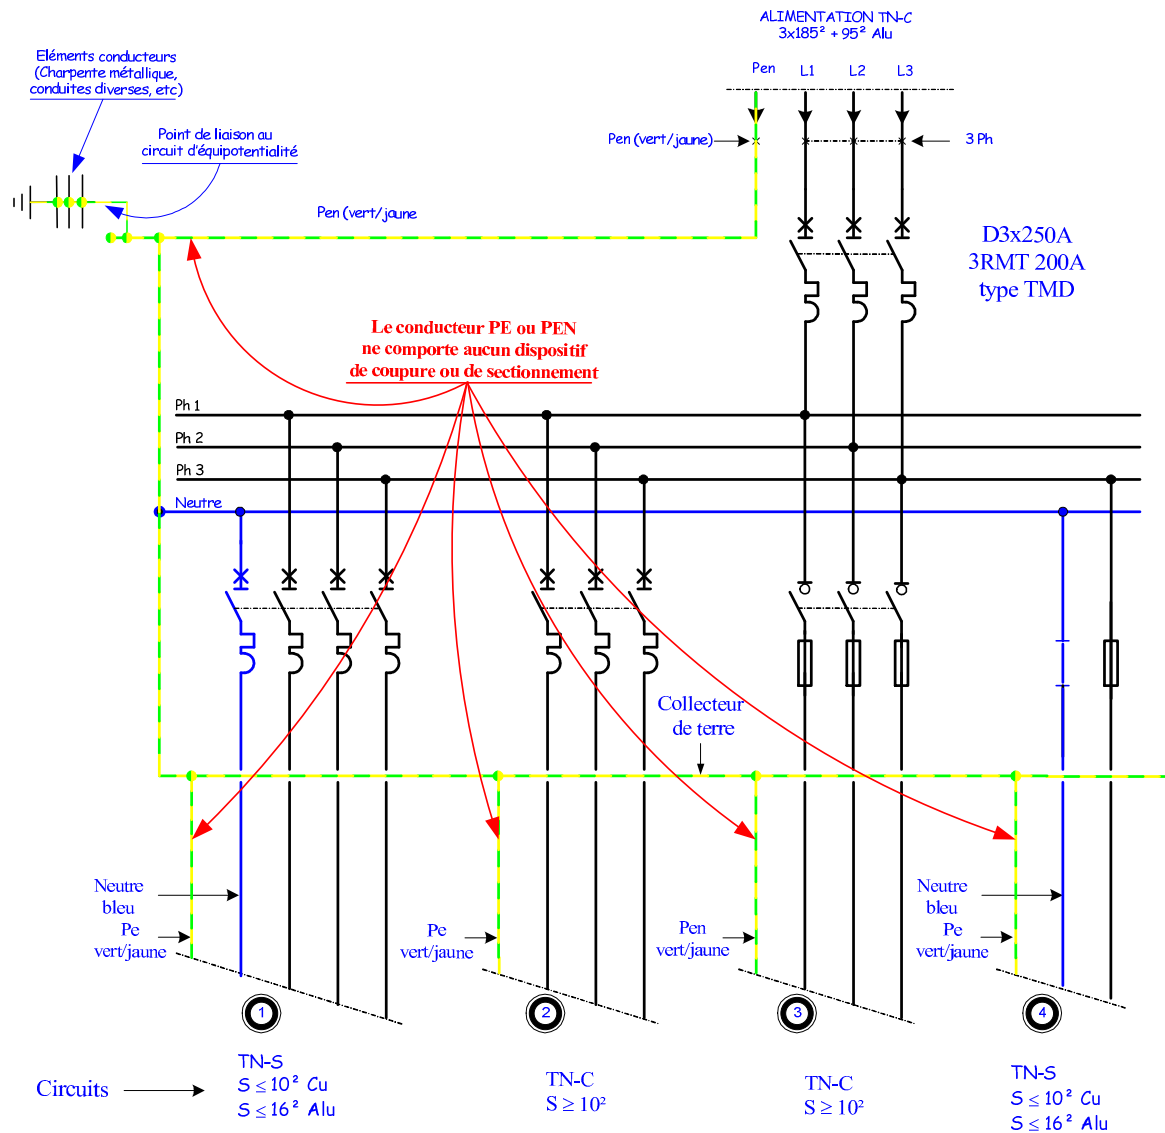 ALIMENTATION TN-C
3x185² + 95² Alu
Pen L1 L2 L3
Eléments conducteurs
(Charpente métallique,
conduites diverses, etc)
Point de liaison au
circuit d'équipotentialité
Pen (vert/jaune)
3 Ph
Pen (vert/jaune
D3x250A
3RMT 200A
type TMD
Le conducteur PE ou PEN
ne comporte aucun dispositif
de coupure ou de sectionnement
Ph 1
Ph 2
Ph 3
Neutre
Collecteur
de terre
Neutre
bleu
Pe
vert/jaune
Pe
vert/jaune
Pen
vert/jaune
Neutre
bleu
Pe
vert/jaune
1
2
3
4
Circuits
TN-S
S ≤ 10² Cu
S ≤ 16² Alu
TN-C
S ≥ 10²
TN-C
S ≥ 10²
TN-S
S ≤ 10² Cu
S ≤ 16² Alu